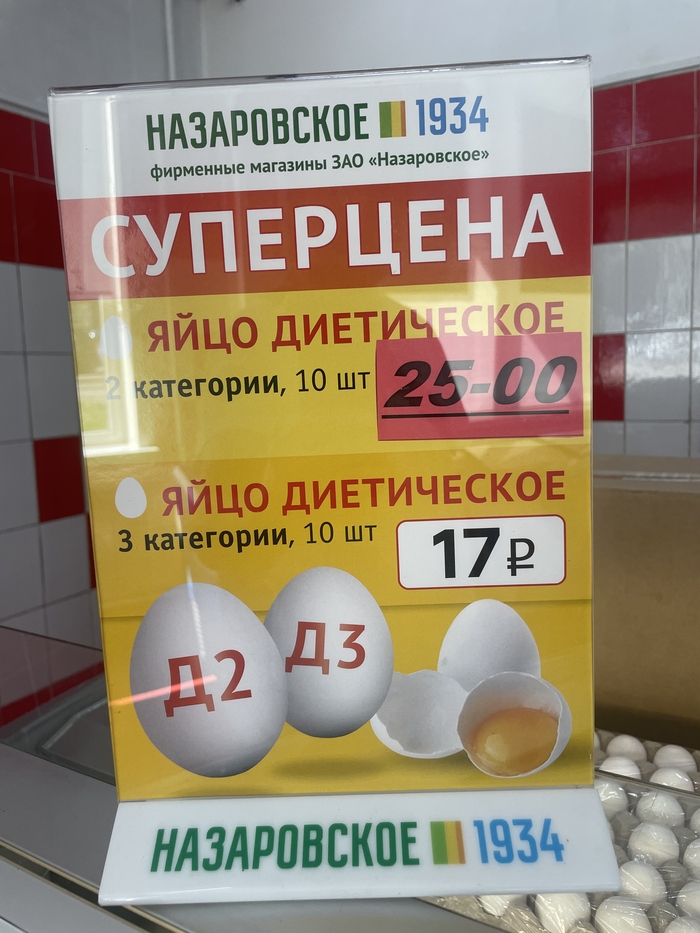 НАЗАРОВСКОЕ 1934
фирменные магазины ЗАО «Назаровское»
СУПЕРЦЕНА
ЯЙЦО ДИЕТИЧЕСКОЕ
2 категории, 10 шт 25-00
ЯЙЦО ДИЕТИЧЕСКОЕ
3 категории, 10 шт 17₽
Д2 Д3
НАЗАРОВСКОЕ 1934